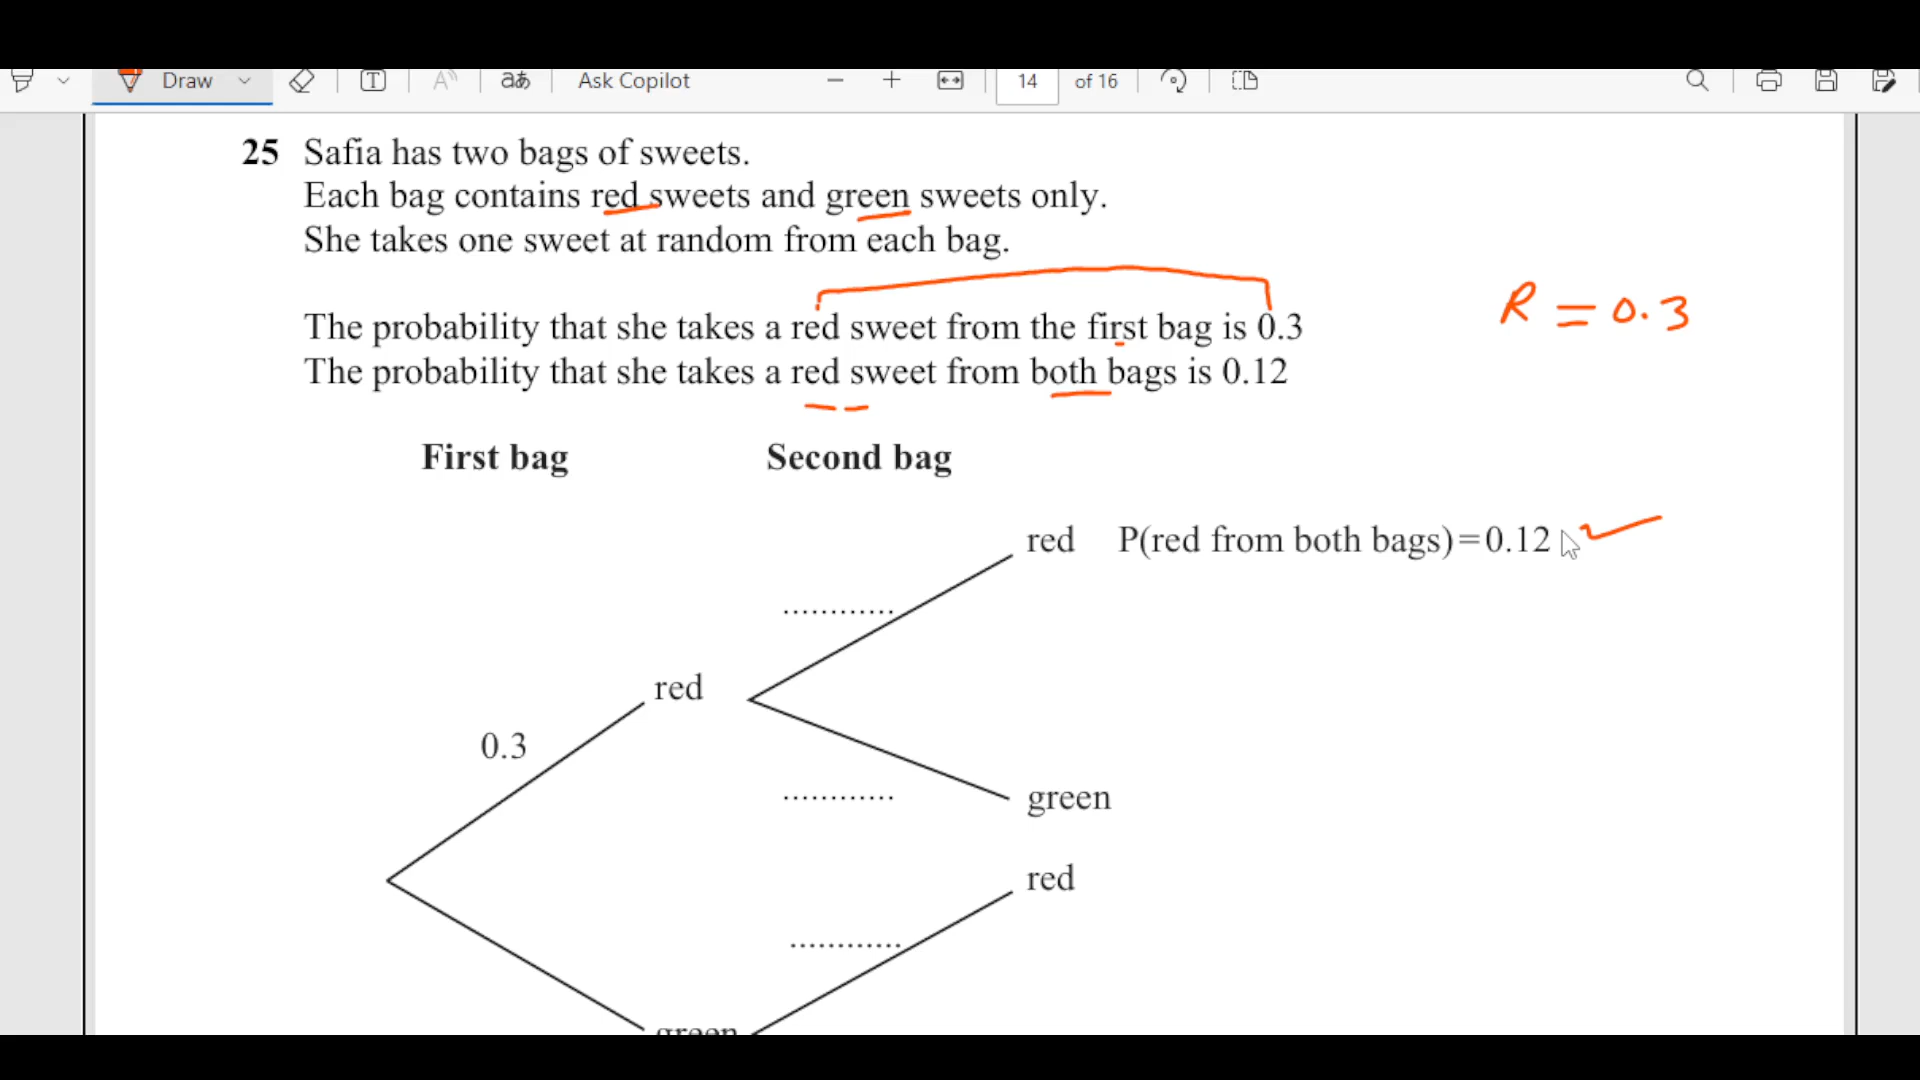 Draw
T
A
aあ
Ask Copilot
14 of 16
25 Safia has two bags of sweets.
Each bag contains red sweets and green sweets only.
She takes one sweet at random from each bag.
The probability that she takes a red sweet from the first bag is 0.3
R = 0.3
The probability that she takes a red sweet from both bags is 0.12
First bag Second bag
red P(red from both bags)=0.12
............
red
0.3
............
green
red
............
green